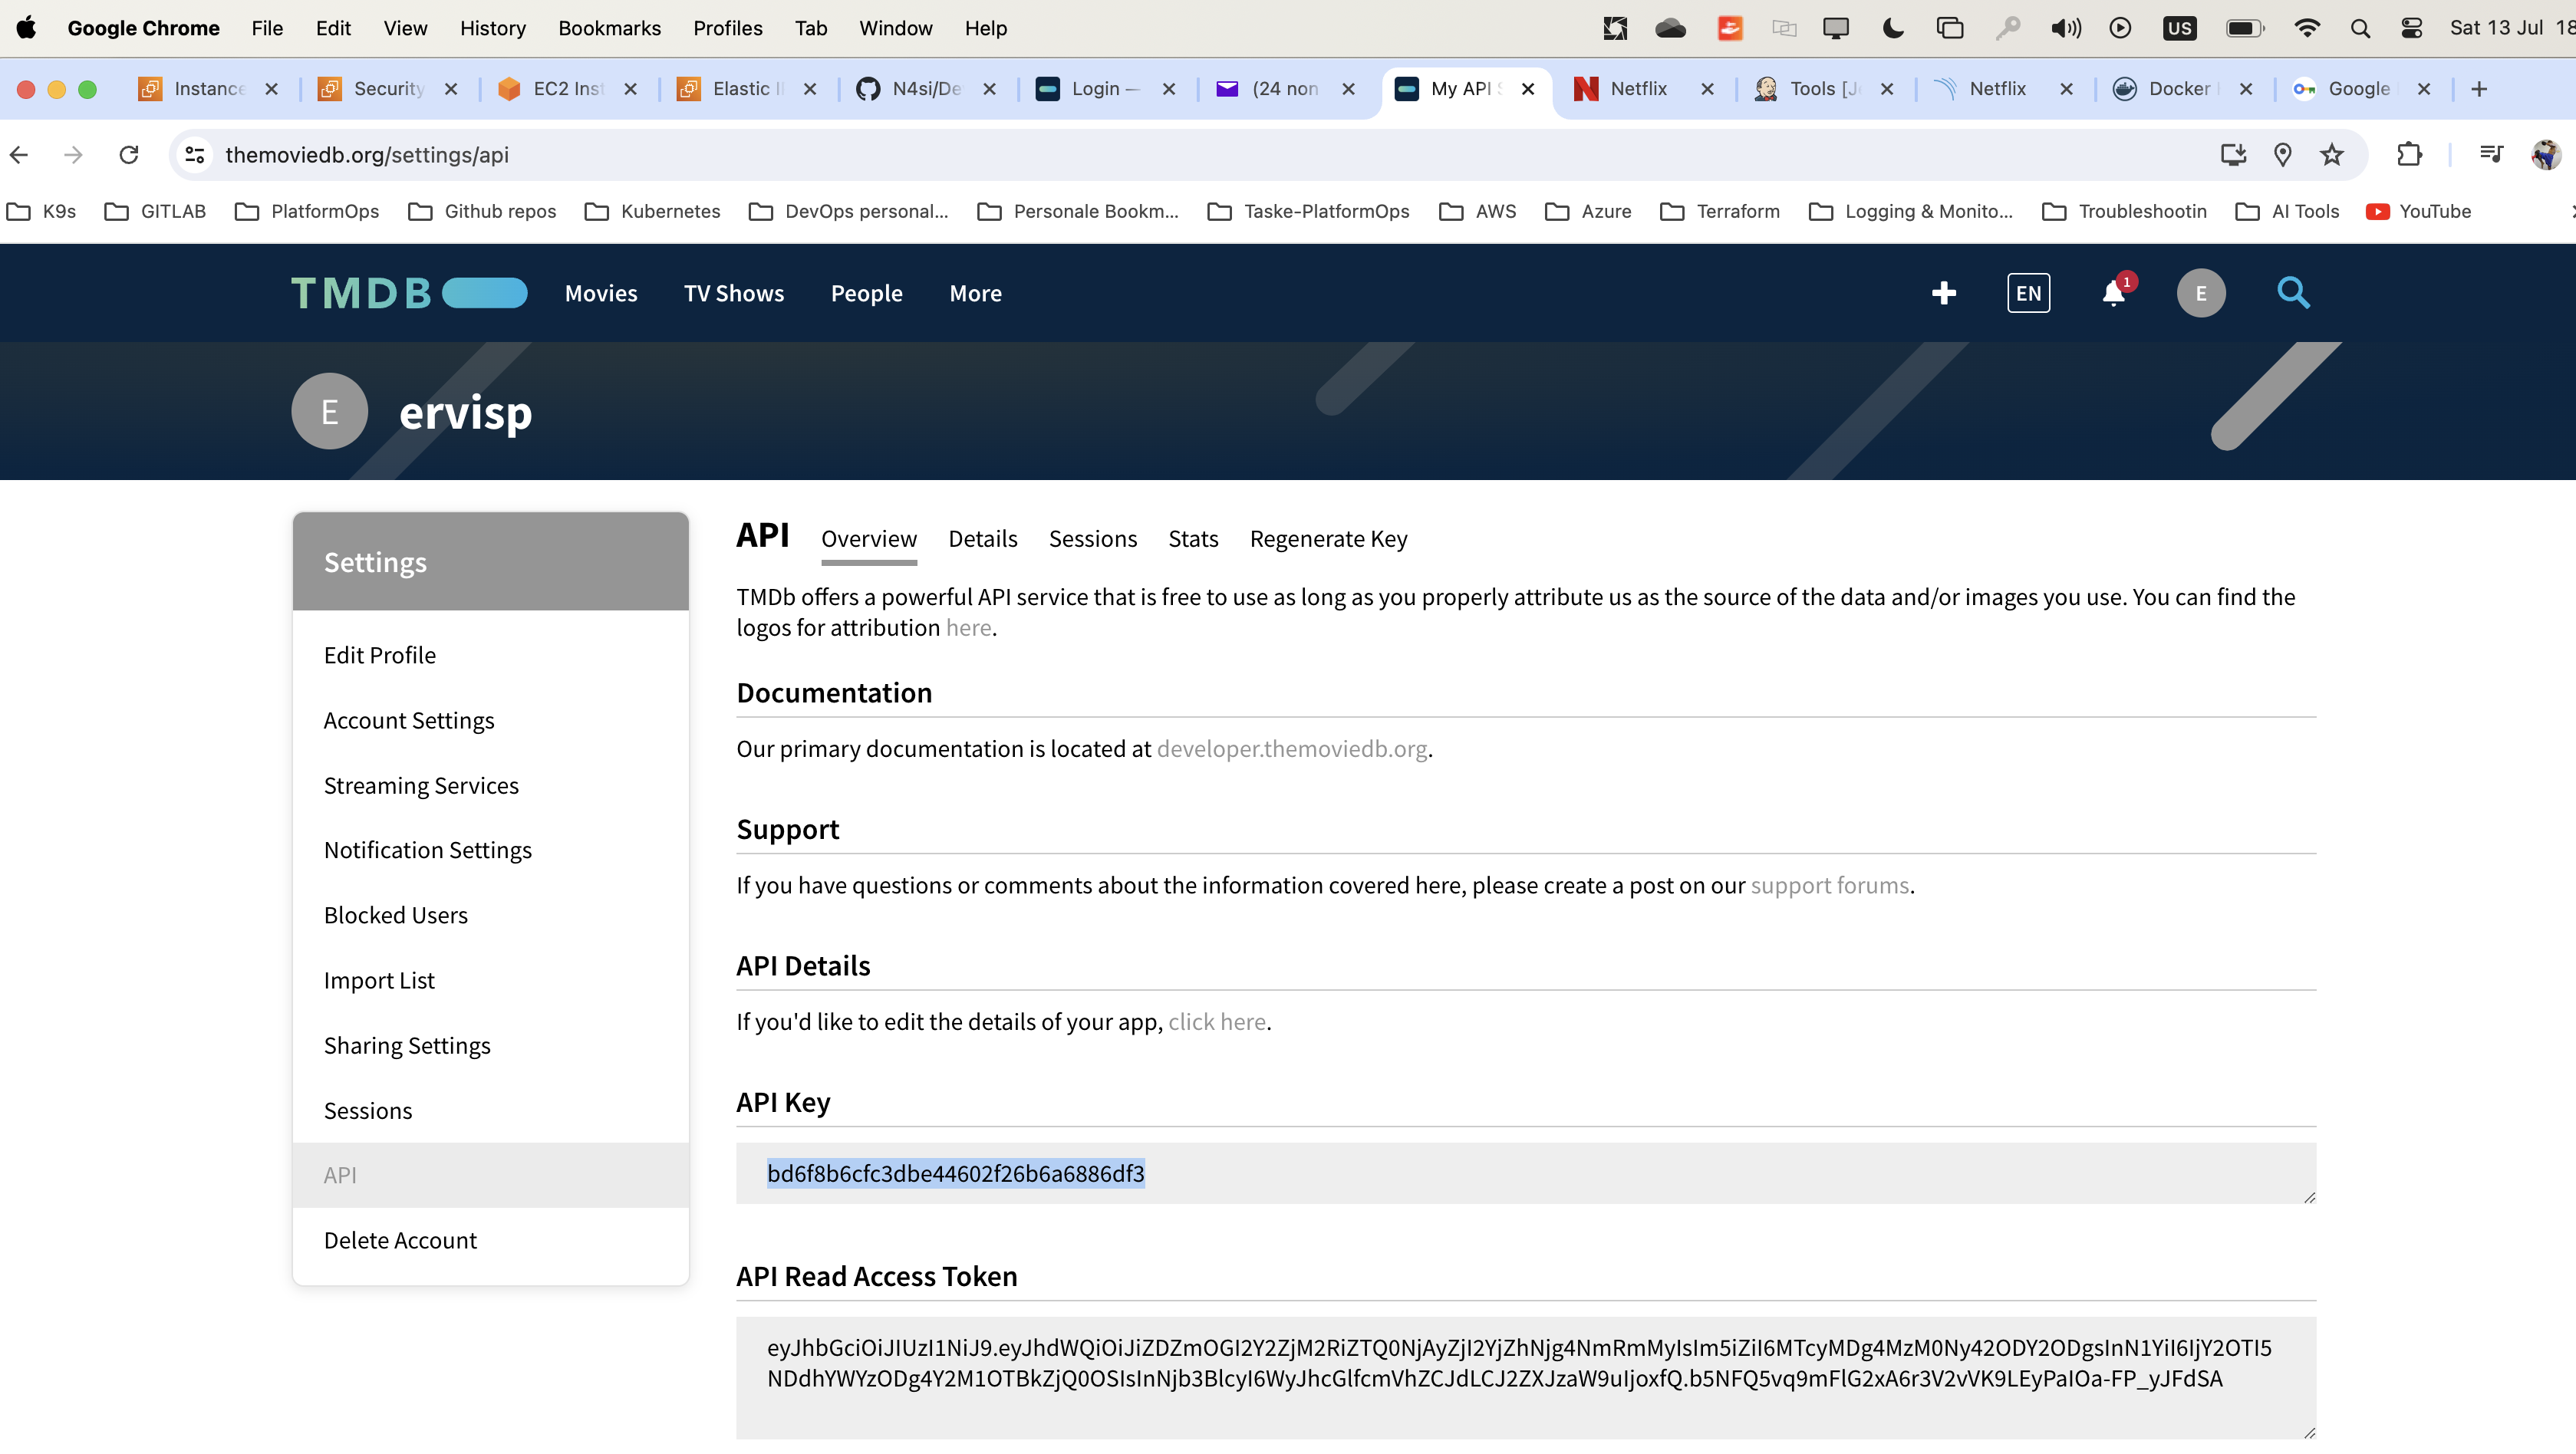 Google Chrome File Edit View History Bookmarks Profiles Tab Window Help US Sat 13 Jul 18
Instance Security EC2 Inst Elastic I N4si/De Login — (24 non My API S Netflix Tools [Je Netflix Docker Google
themoviedb.org/settings/api
K9s GITLAB PlatformOps Github repos Kubernetes DevOps personal... Personale Bookm... Taske-PlatformOps AWS Azure Terraform Logging & Monito... Troubleshootin AI Tools YouTube
TMDB Movies TV Shows People More EN 1 E
E ervisp
Settings
Edit Profile
Account Settings
Streaming Services
Notification Settings
Blocked Users
Import List
Sharing Settings
Sessions
API
Delete Account
API Overview Details Sessions Stats Regenerate Key
TMDb offers a powerful API service that is free to use as long as you properly attribute us as the source of the data and/or images you use. You can find the
logos for attribution here.
Documentation
Our primary documentation is located at developer.themoviedb.org.
Support
If you have questions or comments about the information covered here, please create a post on our support forums.
API Details
If you'd like to edit the details of your app, click here.
API Key
bd6f8b6cfc3dbe44602f26b6a6886df3
API Read Access Token
eyJhbGciOiJIUzI1NiJ9.eyJhdWQiOiJiZDZmOGI2Y2ZjM2RiZTQ0NjAyZjI2YjZhNjg4NmRmMyIsIm5iZiI6MTcyMDg4MzM0Ny42ODY2ODgsInN1YiI6IjY2OTI5
NDdhYWYzODg4Y2M1OTBkZjQ0OSIsInNjb3BlcyI6WyJhcGlfcmVhZCJdLCJ2ZXJzaW9uIjoxfQ.b5NFQ5vq9mFlG2xA6r3V2vVK9LEyPaIOa-FP_yJFdSA